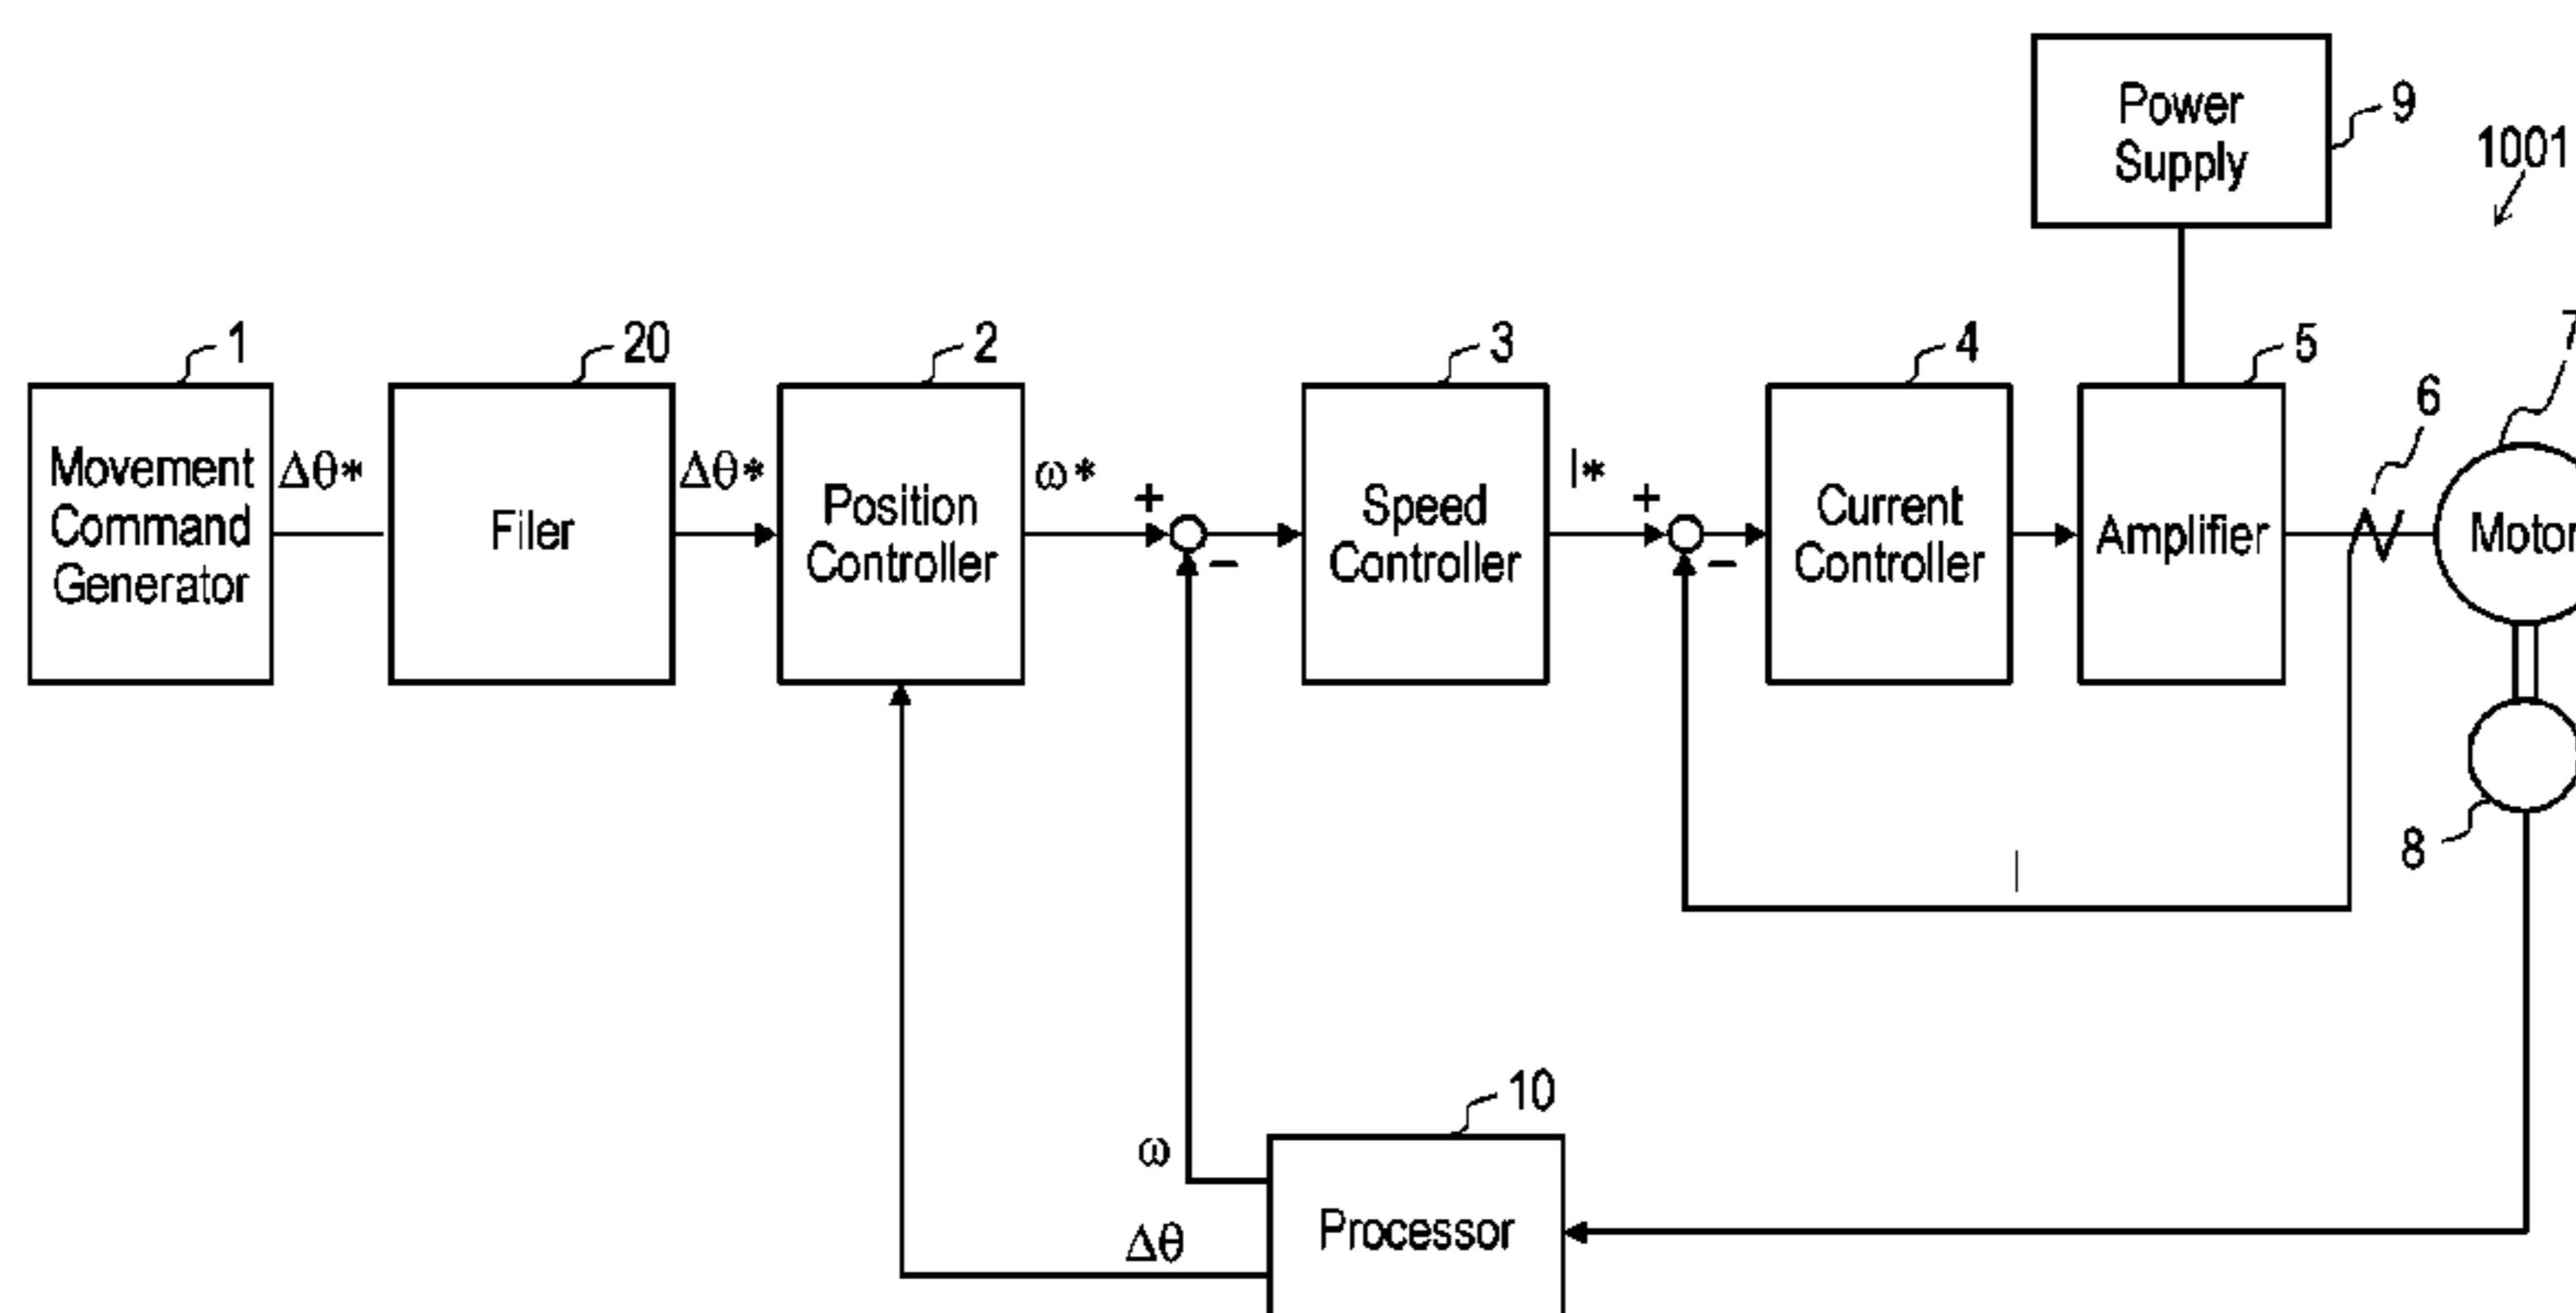 Power
Supply
9
1001
1
20
2
3
4
5
6
7
Movement
Command
Generator
Δθ*
Filer
Δθ*
Position
Controller
ω*
+
−
Speed
Controller
I*
+
−
Current
Controller
Amplifier
Motor
8
I
10
ω
Δθ
Processor